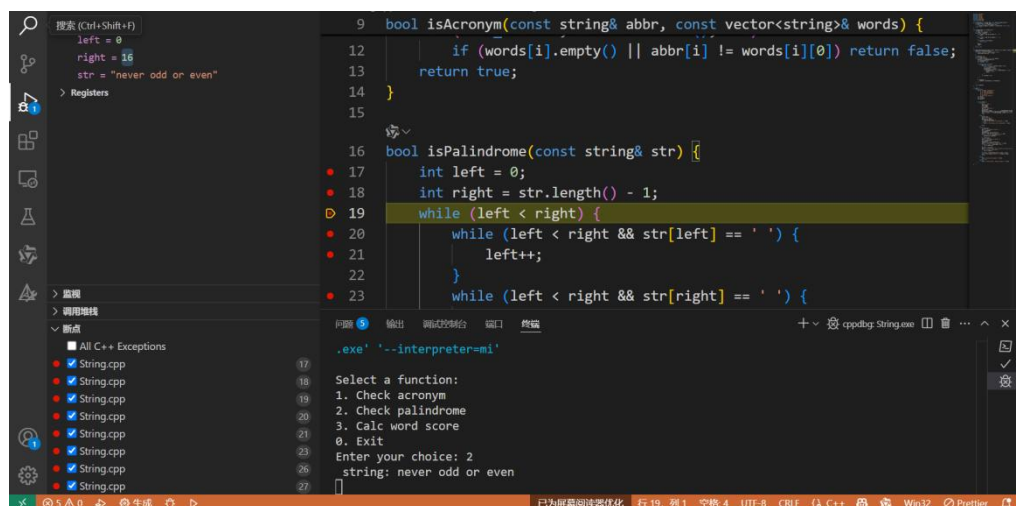 搜索 (Ctrl+Shift+F)
left = 0
right = 16
str = "never odd or even"
> Registers
> 监视
> 调用堆栈
断点
All C++ Exceptions
String.cpp 17
String.cpp 18
String.cpp 19
String.cpp 20
String.cpp 21
String.cpp 23
String.cpp 26
String.cpp 27
9 bool isAcronym(const string& abbr, const vector<string>& words) {
12 if (words[i].empty() || abbr[i] != words[i][0]) return false;
13 return true;
14 }
15
16 bool isPalindrome(const string& str) {
17 int left = 0;
18 int right = str.length() - 1;
19 while (left < right) {
20 while (left < right && str[left] == ' ') {
21 left++;
22 }
23 while (left < right && str[right] == ' ') {
问题 5 输出 调试控制台 端口 终端
cppdbg: String.exe
.exe' '--interpreter=mi'
Select a function:
1. Check acronym
2. Check palindrome
3. Calc word score
0. Exit
Enter your choice: 2
string: never odd or even
5 0 生成
已为屏幕阅读器优化 行 19, 列 1 空格: 4 UTF-8 CRLF {} C++ Win32 Prettier